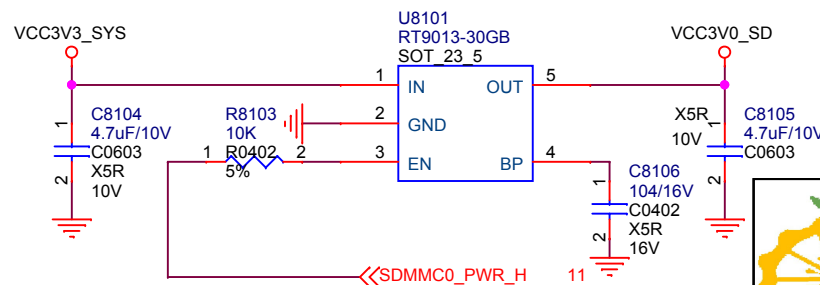 U8101
VCC3V3_SYS
RT9013-30GB
VCC3V0_SD
SOT_23_5
1
IN
OUT
5
C8104
4.7uF/10V
C0603
X5R
10V
1
2
R8103
10K
R0402
5%
1
2
2
GND
3
EN
BP
4
X5R
10V
1
2
C8105
4.7uF/10V
C0603
C8106
104/16V
C0402
X5R
16V
1
2
SDMMC0_PWR_H
11